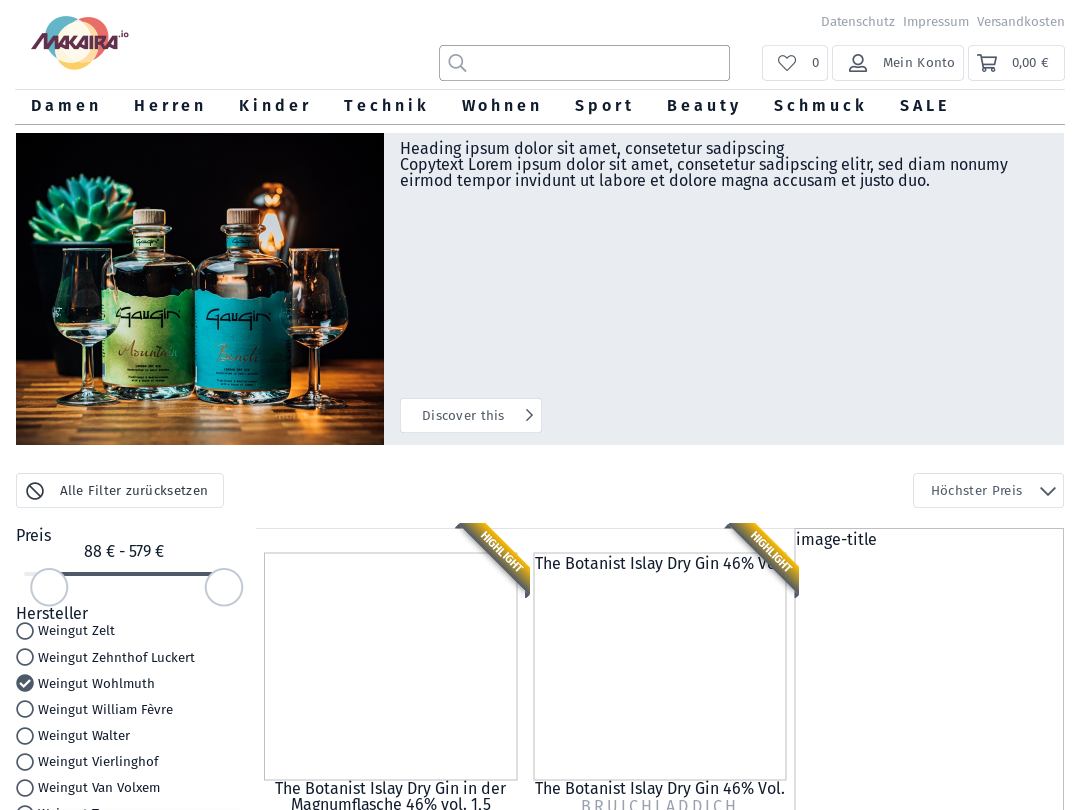 MAKAIRA.io
Datenschutz Impressum Versandkosten
0 Mein Konto 0,00 €
Damen Herren Kinder Technik Wohnen Sport Beauty Schmuck SALE
Heading ipsum dolor sit amet, consetetur sadipscing
Copytext Lorem ipsum dolor sit amet, consetetur sadipscing elitr, sed diam nonumy
eirmod tempor invidunt ut labore et dolore magna accusam et justo duo.
Gaugin Gaugin
Mountain
Discover this
Alle Filter zurücksetzen
Höchster Preis
Preis
88 € - 579 €
Hersteller
Weingut Zelt
Weingut Zehnthof Luckert
Weingut Wohlmuth
Weingut William Fèvre
Weingut Walter
Weingut Vierlinghof
Weingut Van Volxem
HIGHLIGHT
The Botanist Islay Dry Gin in der
Magnumflasche 46% vol. 1,5
HIGHLIGHT
The Botanist Islay Dry Gin 46%
The Botanist Islay Dry Gin 46% Vol.
BRUICHLADDICH
image-title